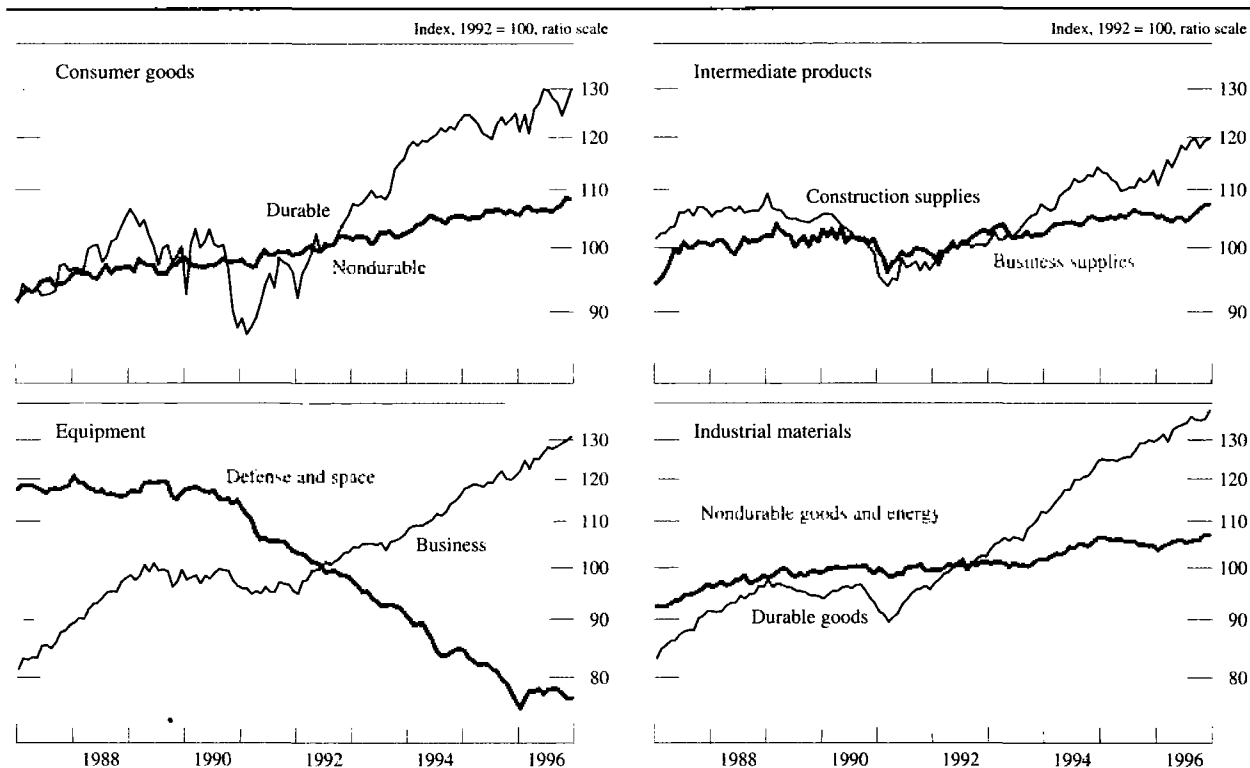 Index, 1992 = 100, ratio scale
Consumer goods
130
120
110
Durable
100
Nondurable
90
Index, 1992 = 100, ratio scale
Intermediate products
130
120
110
Construction supplies
100
Business supplies
90
Equipment
130
Defense and space
120
110
Business
100
90
80
1988 1990 1992 1994 1996
Industrial materials
130
120
Nondurable goods and energy
110
100
Durable goods
90
80
1988 1990 1992 1994 1996